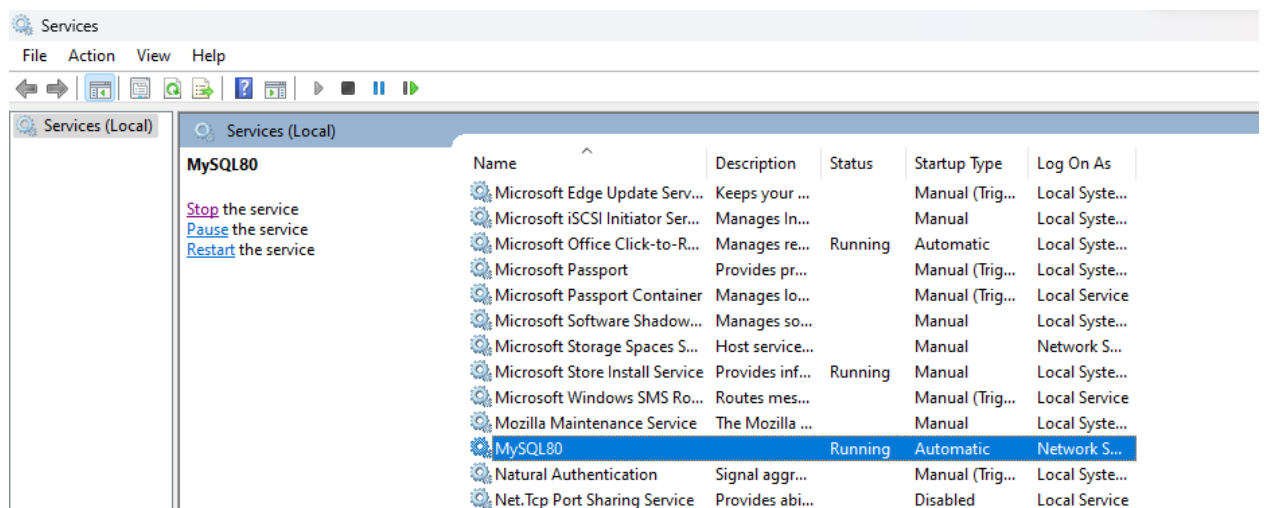 Services
File Action View Help
Services (Local)
Services (Local)
MySQL80
Stop the service
Pause the service
Restart the service
Name Description Status Startup Type Log On As
Microsoft Edge Update Serv... Keeps your ... Manual (Trig... Local Syste...
Microsoft iSCSI Initiator Ser... Manages In... Manual Local Syste...
Microsoft Office Click-to-R... Manages re... Running Automatic Local Syste...
Microsoft Passport Provides pr... Manual (Trig... Local Syste...
Microsoft Passport Container Manages lo... Manual (Trig... Local Service
Microsoft Software Shadow... Manages so... Manual Local Syste...
Microsoft Storage Spaces S... Host service... Manual Network S...
Microsoft Store Install Service Provides inf... Running Manual Local Syste...
Microsoft Windows SMS Ro... Routes mes... Manual (Trig... Local Service
Mozilla Maintenance Service The Mozilla ... Manual Local Syste...
MySQL80 Running Automatic Network S...
Natural Authentication Signal aggr... Manual (Trig... Local Syste...
Net.Tcp Port Sharing Service Provides abi... Disabled Local Service